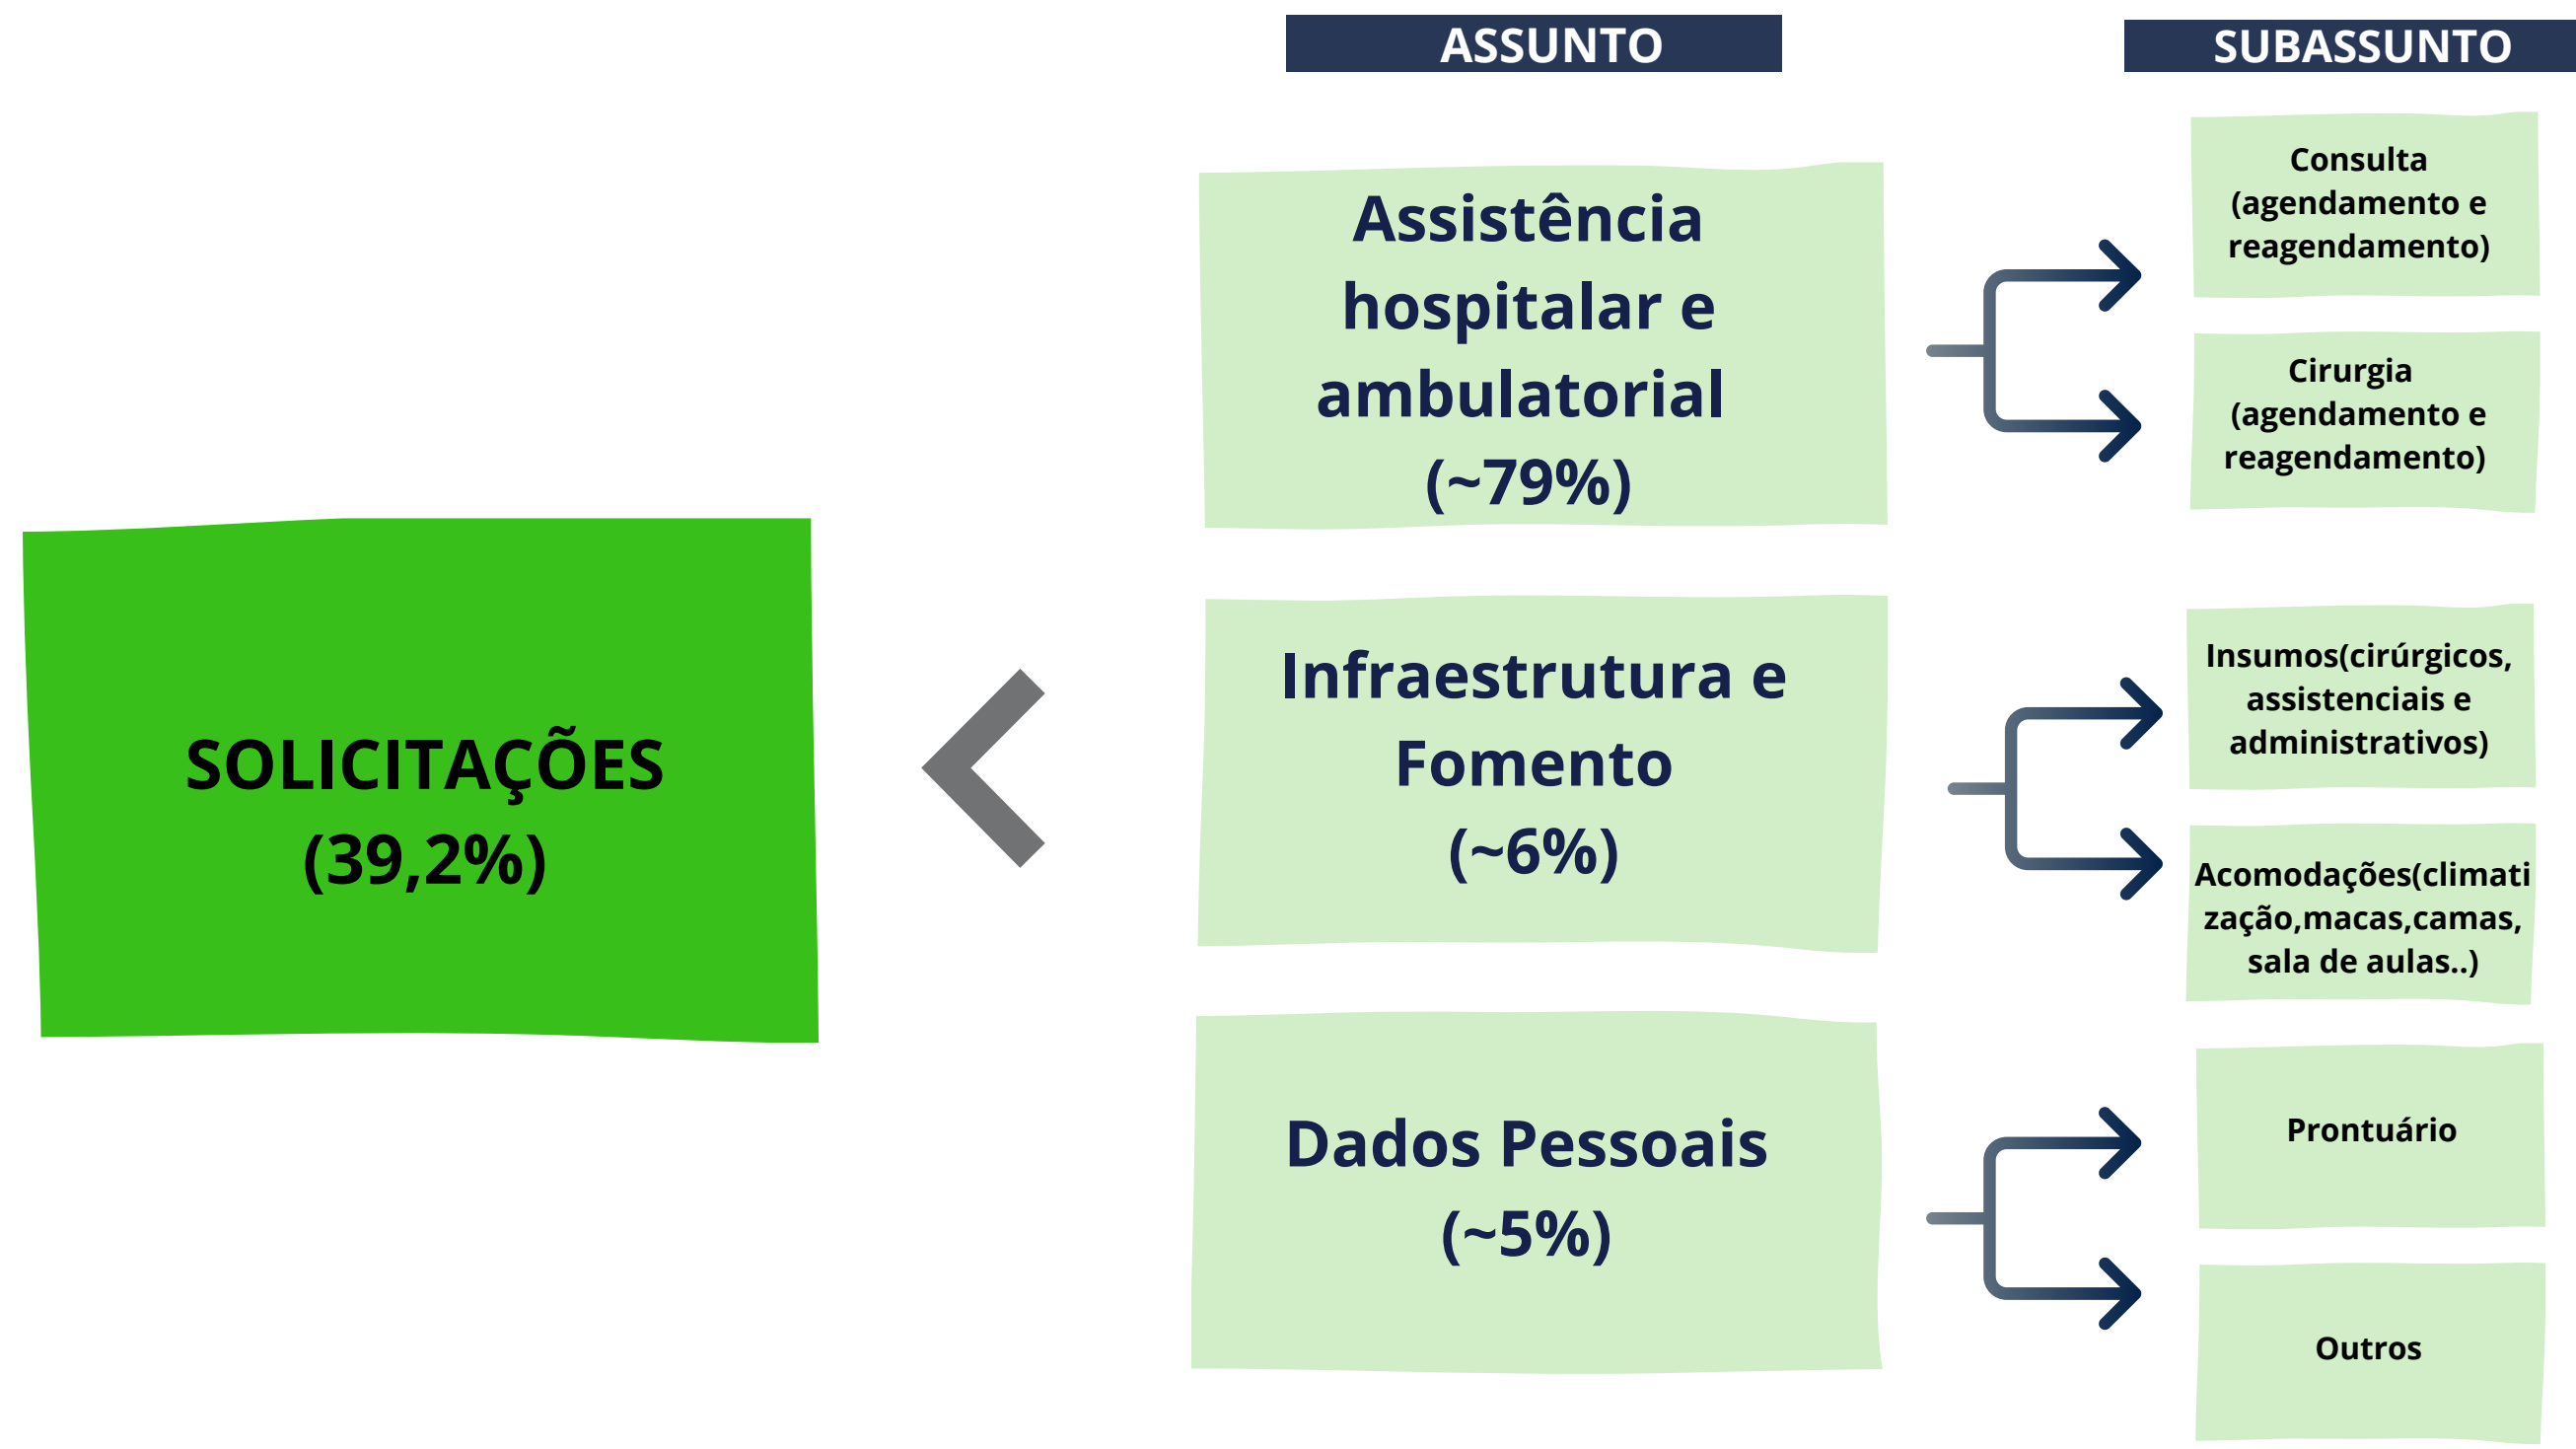 ASSUNTO
SUBASSUNTO
SOLICITAÇÕES
(39,2%)
Assistência
hospitalar e
ambulatorial
(~79%)
Consulta
(agendamento e
reagendamento)
Cirurgia
(agendamento e
reagendamento)
Infraestrutura e
Fomento
(~6%)
Insumos(cirúrgicos,
assistenciais e
administrativos)
Acomodações(climati
zação,macas,camas,
sala de aulas..)
Dados Pessoais
(~5%)
Prontuário
Outros